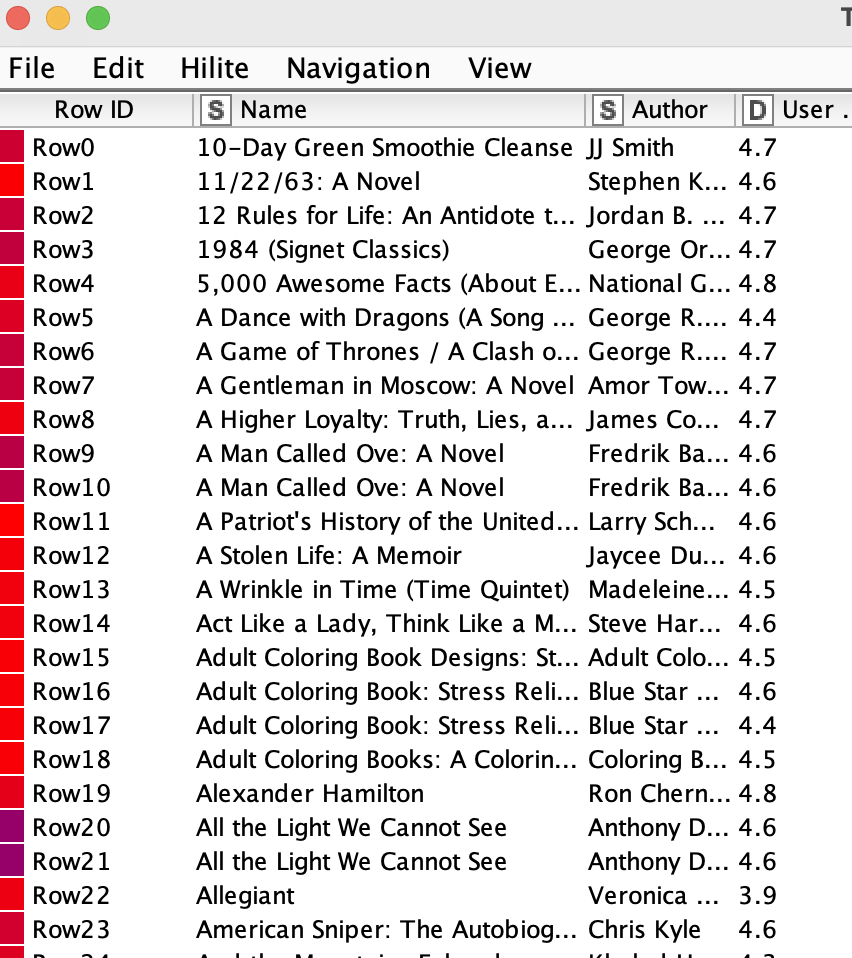 T
File Edit Hilite Navigation View
Row ID S Name S Author D User .
Row0 10-Day Green Smoothie Cleanse JJ Smith 4.7
Row1 11/22/63: A Novel Stephen K... 4.6
Row2 12 Rules for Life: An Antidote t... Jordan B. ... 4.7
Row3 1984 (Signet Classics) George Or... 4.7
Row4 5,000 Awesome Facts (About E... National G... 4.8
Row5 A Dance with Dragons (A Song ... George R.... 4.4
Row6 A Game of Thrones / A Clash o... George R.... 4.7
Row7 A Gentleman in Moscow: A Novel Amor Tow... 4.7
Row8 A Higher Loyalty: Truth, Lies, a... James Co... 4.7
Row9 A Man Called Ove: A Novel Fredrik Ba... 4.6
Row10 A Man Called Ove: A Novel Fredrik Ba... 4.6
Row11 A Patriot's History of the United... Larry Sch... 4.6
Row12 A Stolen Life: A Memoir Jaycee Du... 4.6
Row13 A Wrinkle in Time (Time Quintet) Madeleine... 4.5
Row14 Act Like a Lady, Think Like a M... Steve Har... 4.6
Row15 Adult Coloring Book Designs: St... Adult Colo... 4.5
Row16 Adult Coloring Book: Stress Reli... Blue Star ... 4.6
Row17 Adult Coloring Book: Stress Reli... Blue Star ... 4.4
Row18 Adult Coloring Books: A Colorin... Coloring B... 4.5
Row19 Alexander Hamilton Ron Chern... 4.8
Row20 All the Light We Cannot See Anthony D... 4.6
Row21 All the Light We Cannot See Anthony D... 4.6
Row22 Allegiant Veronica ... 3.9
Row23 American Sniper: The Autobiog... Chris Kyle 4.6